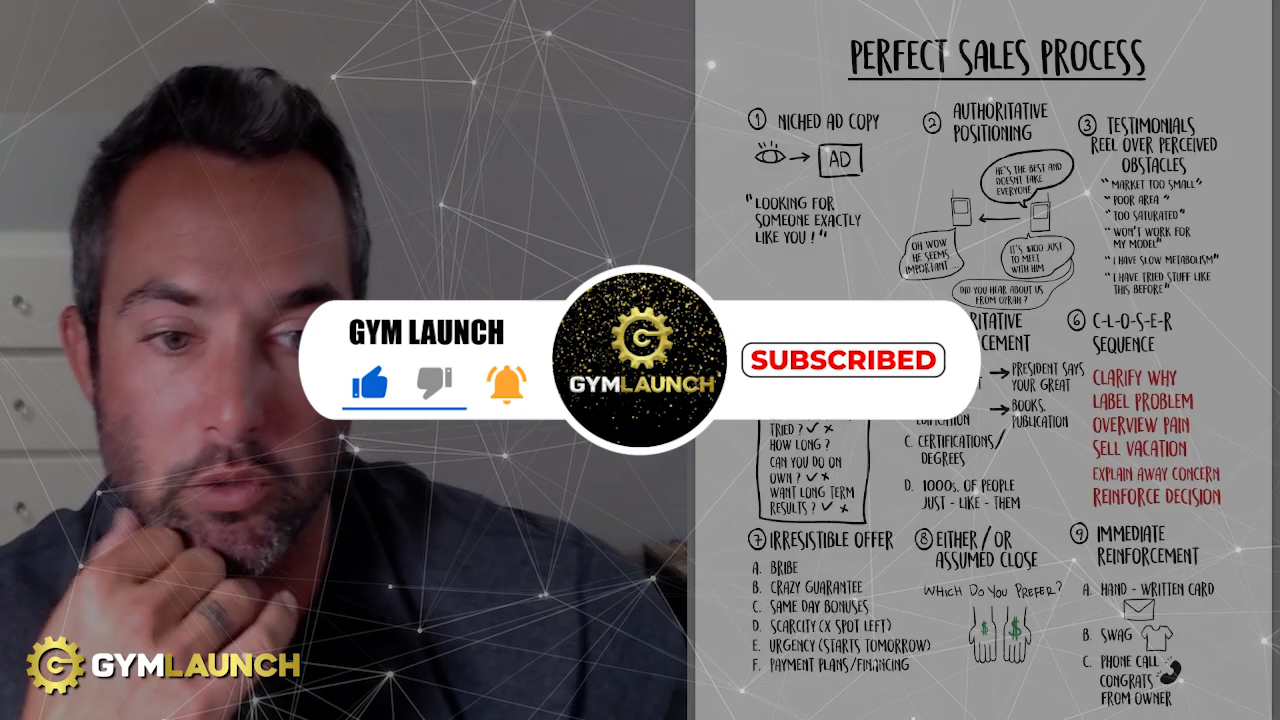 PERFECT SALES PROCESS
① NICHED AD COPY
AD
"LOOKING FOR
SOMEONE EXACTLY
LIKE YOU!"
② AUTHORITATIVE
POSITIONING
HE'S THE BEST AND
DOESNT TAKE
EVERYONE
OH WOW
HE SEEMS
IMPORTANT
IT'S $100 JUST
TO MEET
WITH HIM
DID YOU HEAR ABOUT US
FROM OPRAH?
③ TESTIMONIALS
REEL OVER PERCEIVED
OBSTACLES
"MARKET TOO SMALL"
"POOR AREA"
"TOO SATURATED"
"WON'T WORK FOR
MY MODEL"
"I HAVE SLOW METABOLISM"
"I HAVE TRIED STUFF LIKE
THIS BEFORE"
GYM LAUNCH
GYMLAUNCH
SUBSCRIBED
TRIED? ✓ ✗
HOW LONG?
CAN YOU DO ON
OWN? ✓ ✗
WANT LONG TERM
RESULTS? ✓ ✗
PRESIDENT SAYS
YOUR GREAT
BOOKS,
PUBLICATION
C. CERTIFICATIONS/
DEGREES
D. 1000s. OF PEOPLE
JUST - LIKE - THEM
⑥ C-L-O-S-E-R
SEQUENCE
CLARIFY WHY
LABEL PROBLEM
OVERVIEW PAIN
SELL VACATION
EXPLAIN AWAY CONCERN
REINFORCE DECISION
⑦ IRRESISTIBLE OFFER
A. BRIBE
B. CRAZY GUARANTEE
C. SAME DAY BONUSES
D. SCARCITY (X SPOT LEFT)
E. URGENCY (STARTS TOMORROW)
F. PAYMENT PLANS/FINANCING
⑧ EITHER / OR
ASSUMED CLOSE
WHICH DO YOU PREFER?
$ $
⑨ IMMEDIATE
REINFORCEMENT
A. HAND - WRITTEN CARD
B. SWAG
C. PHONE CALL
CONGRATS
FROM OWNER
GYMLAUNCH